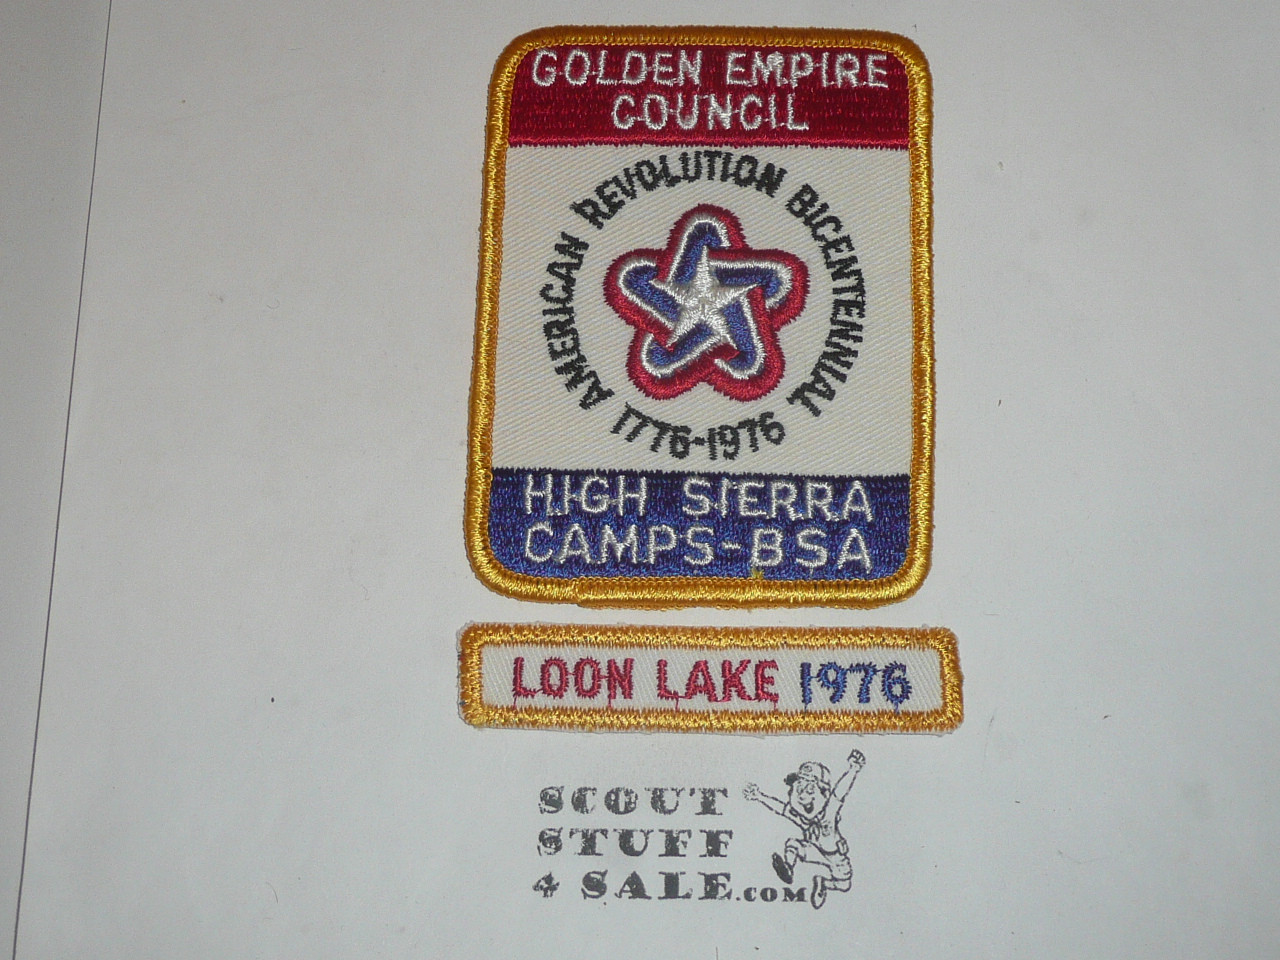 GOLDEN EMPIRE
COUNCIL
AMERICAN REVOLUTION BICENTENNIAL
1776-1976
HIGH SIERRA
CAMPS-BSA
LOON LAKE 1976
SCOUT
STUFF
4 SALE.COM